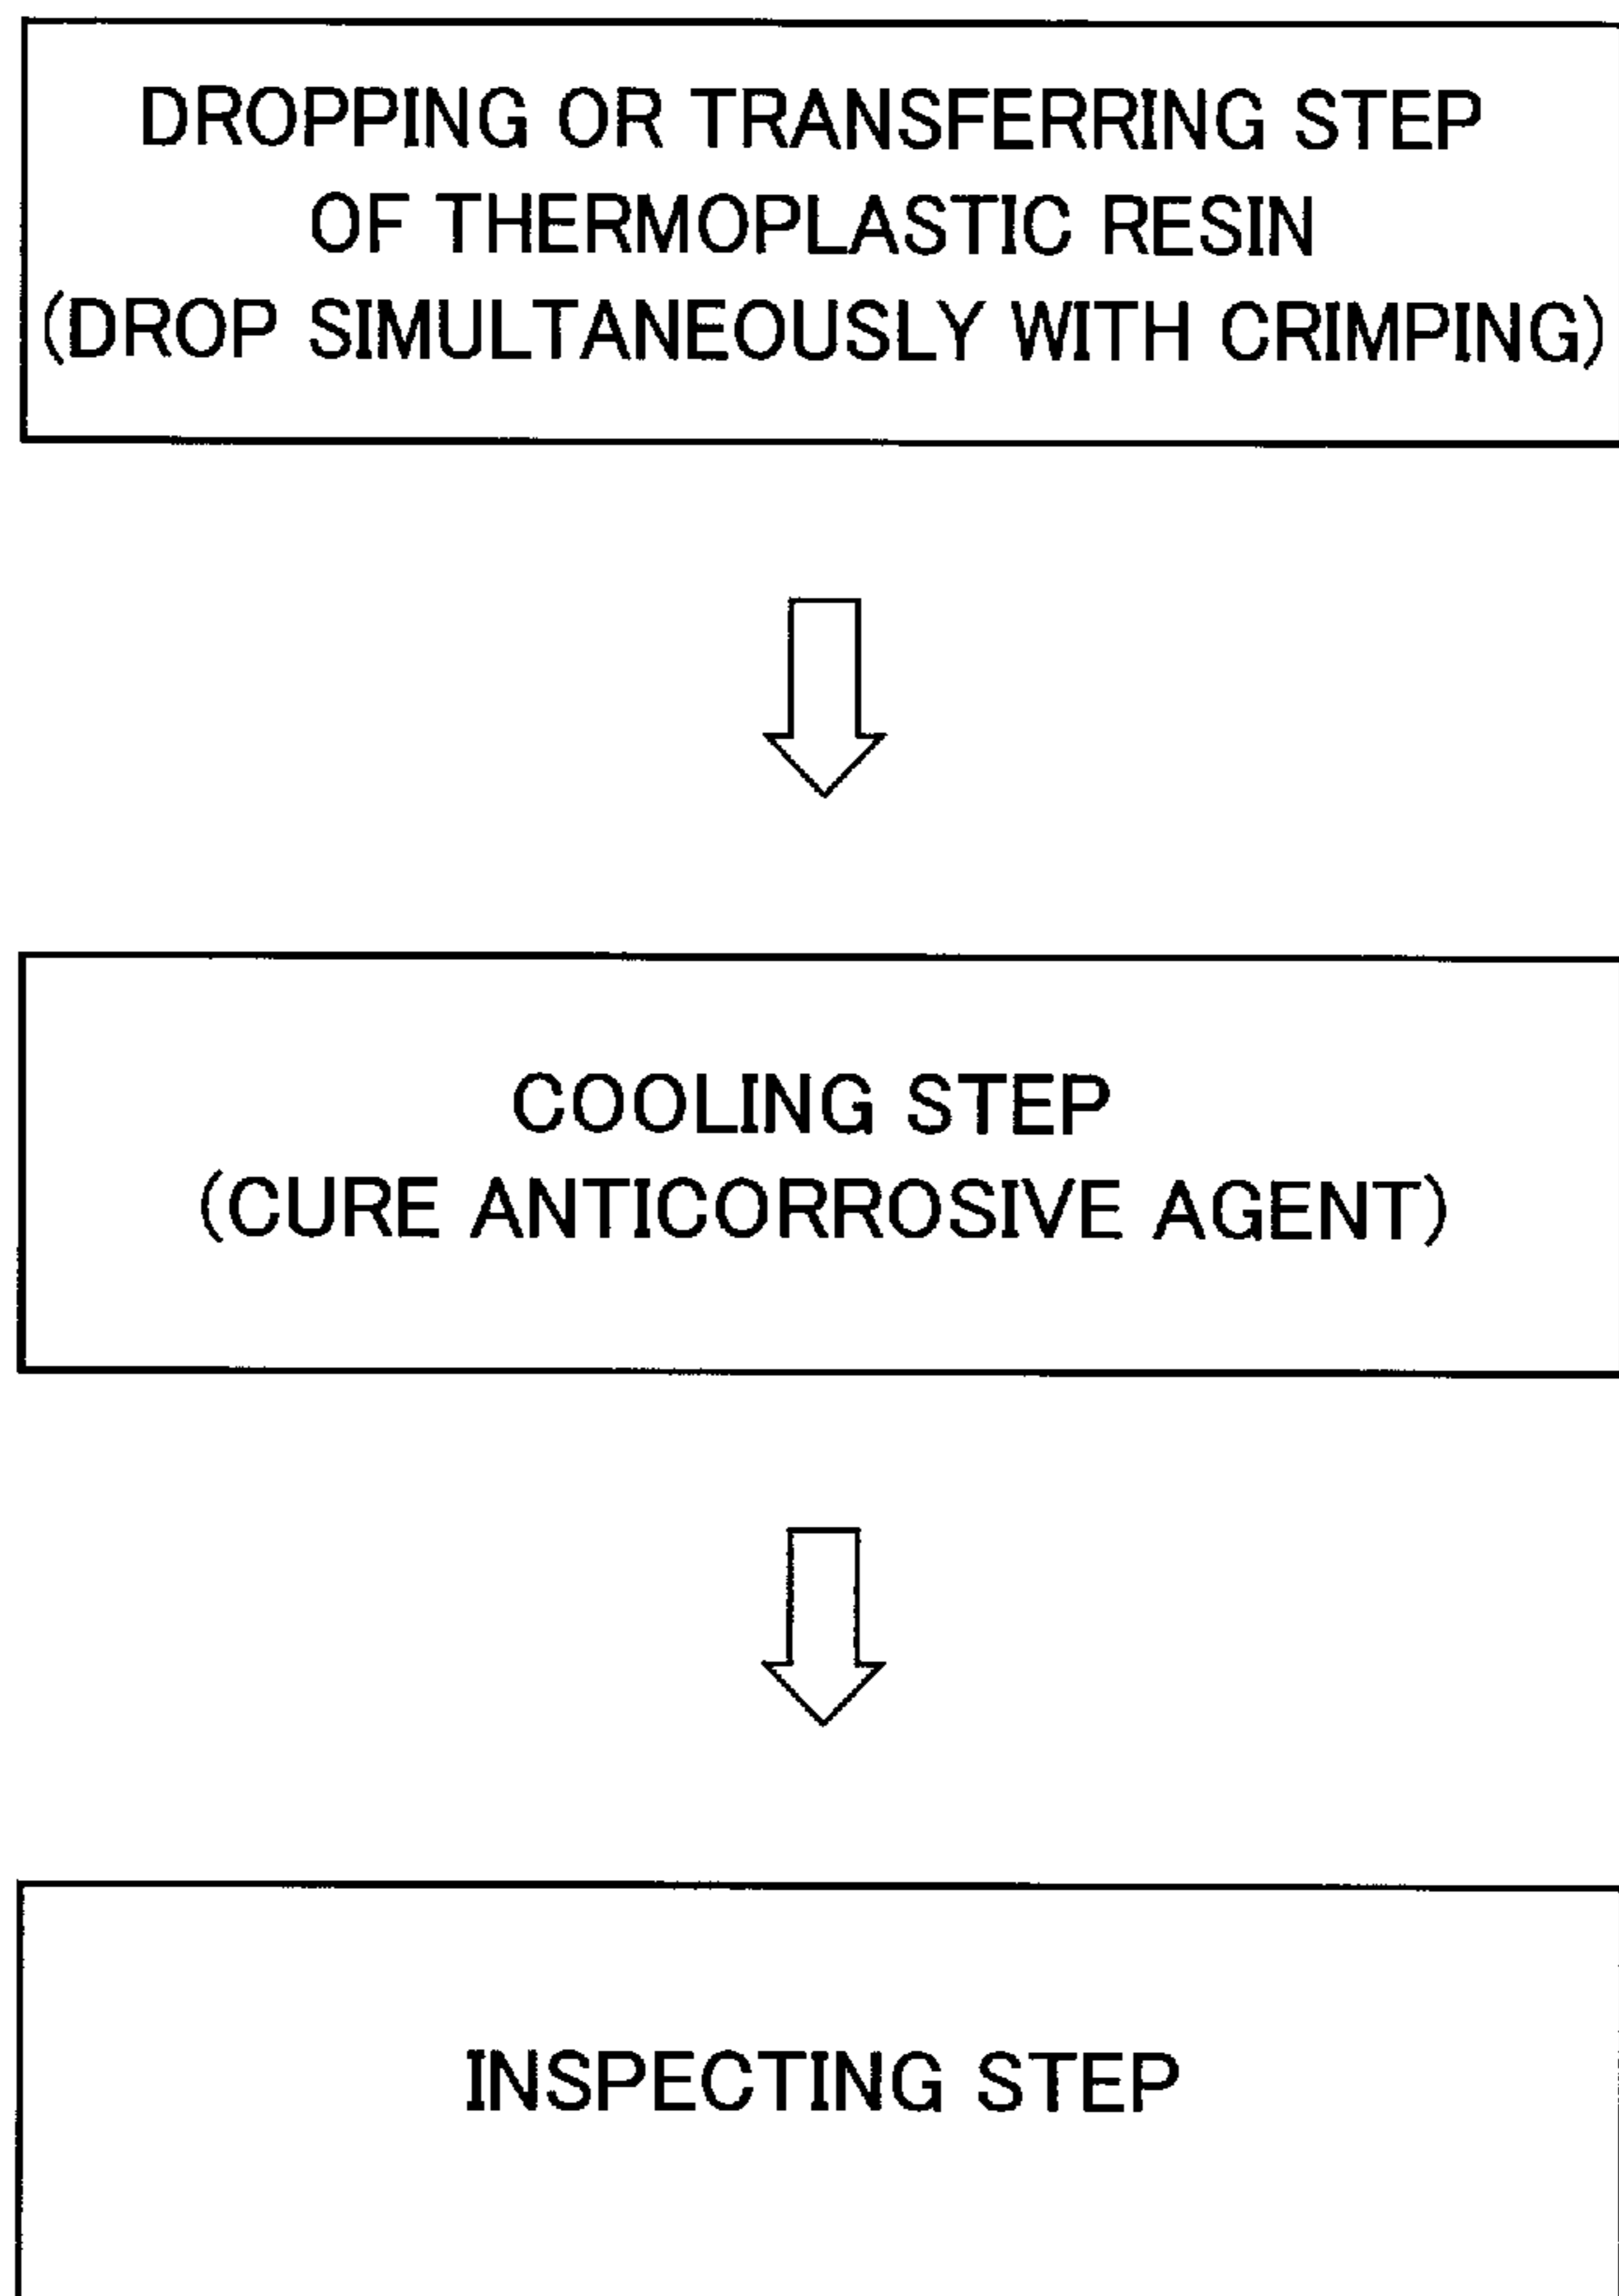 DROPPING OR TRANSFERRING STEP
OF THERMOPLASTIC RESIN
(DROP SIMULTANEOUSLY WITH CRIMPING)
COOLING STEP
(CURE ANTICORROSIVE AGENT)
INSPECTING STEP